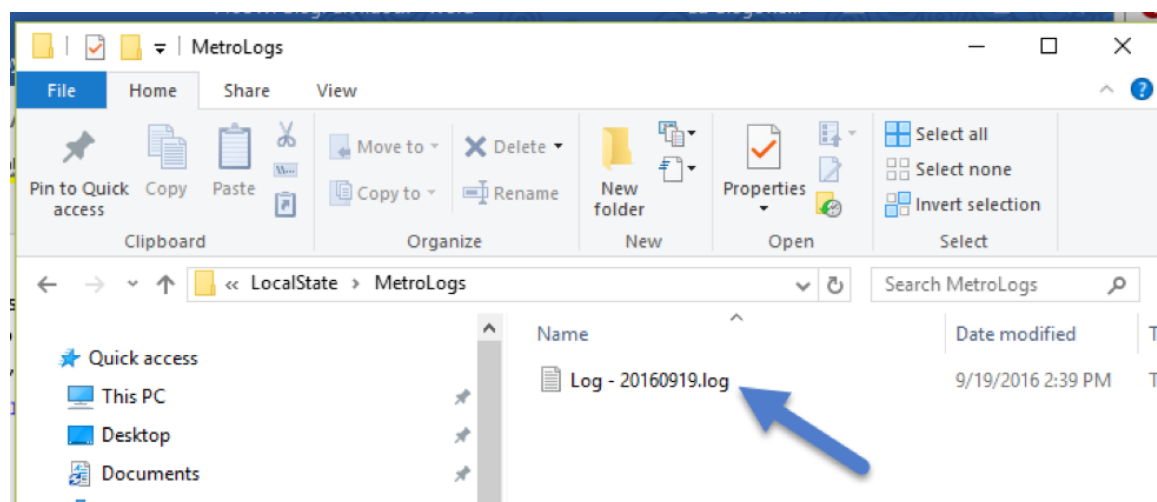 MetroLogs
File Home Share View
Pin to Quick access
Copy
Paste
Move to
Copy to
Delete
Rename
New folder
Properties
Select all
Select none
Invert selection
Clipboard Organize New Open Select
« LocalState > MetroLogs
Search MetroLogs
Name Date modified T
Quick access
Log - 20160919.log 9/19/2016 2:39 PM T
This PC
Desktop
Documents